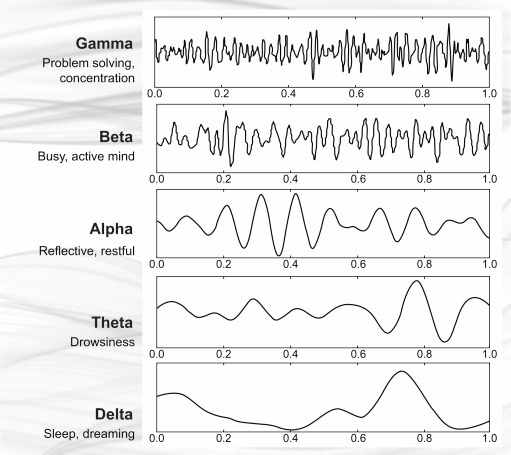 Gamma
Problem solving,
concentration
0.0 0.2 0.4 0.6 0.8 1.0
Beta
Busy, active mind
0.0 0.2 0.4 0.6 0.8 1.0
Alpha
Reflective, restful
0.0 0.2 0.4 0.6 0.8 1.0
Theta
Drowsiness
0.0 0.2 0.4 0.6 0.8 1.0
Delta
Sleep, dreaming
0.0 0.2 0.4 0.6 0.8 1.0